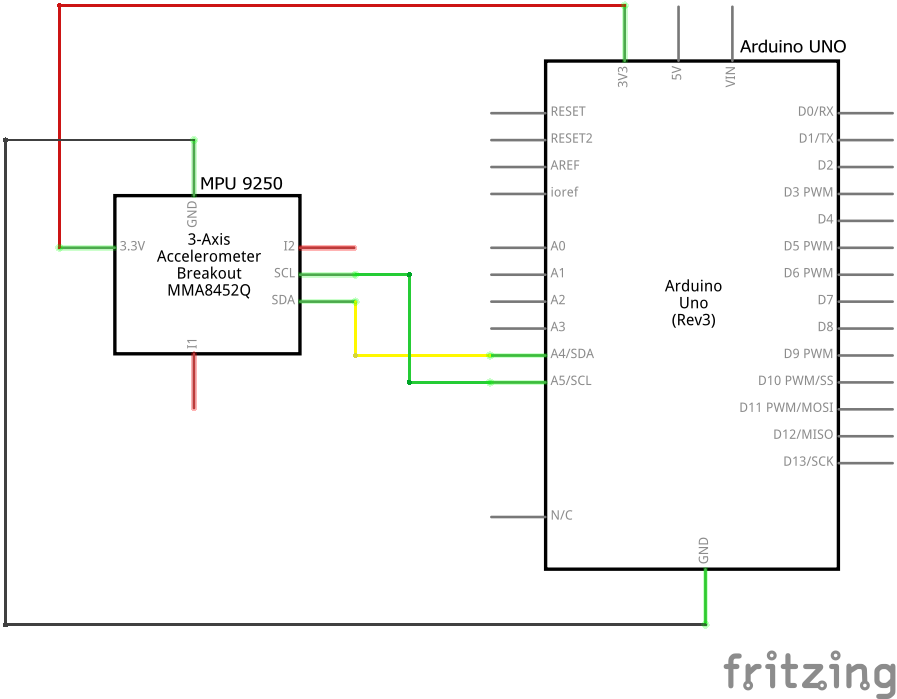 Arduino UNO
3V3
5V
VIN
RESET
RESET2
AREF
ioref
A0
A1
A2
A3
A4/SDA
A5/SCL
N/C
Arduino
Uno
(Rev3)
D0/RX
D1/TX
D2
D3 PWM
D4
D5 PWM
D6 PWM
D7
D8
D9 PWM
D10 PWM/SS
D11 PWM/MOSI
D12/MISO
D13/SCK
GND
MPU 9250
GND
3.3V
3-Axis
Accelerometer
Breakout
MMA8452Q
I2
SCL
SDA
I1
fritzing